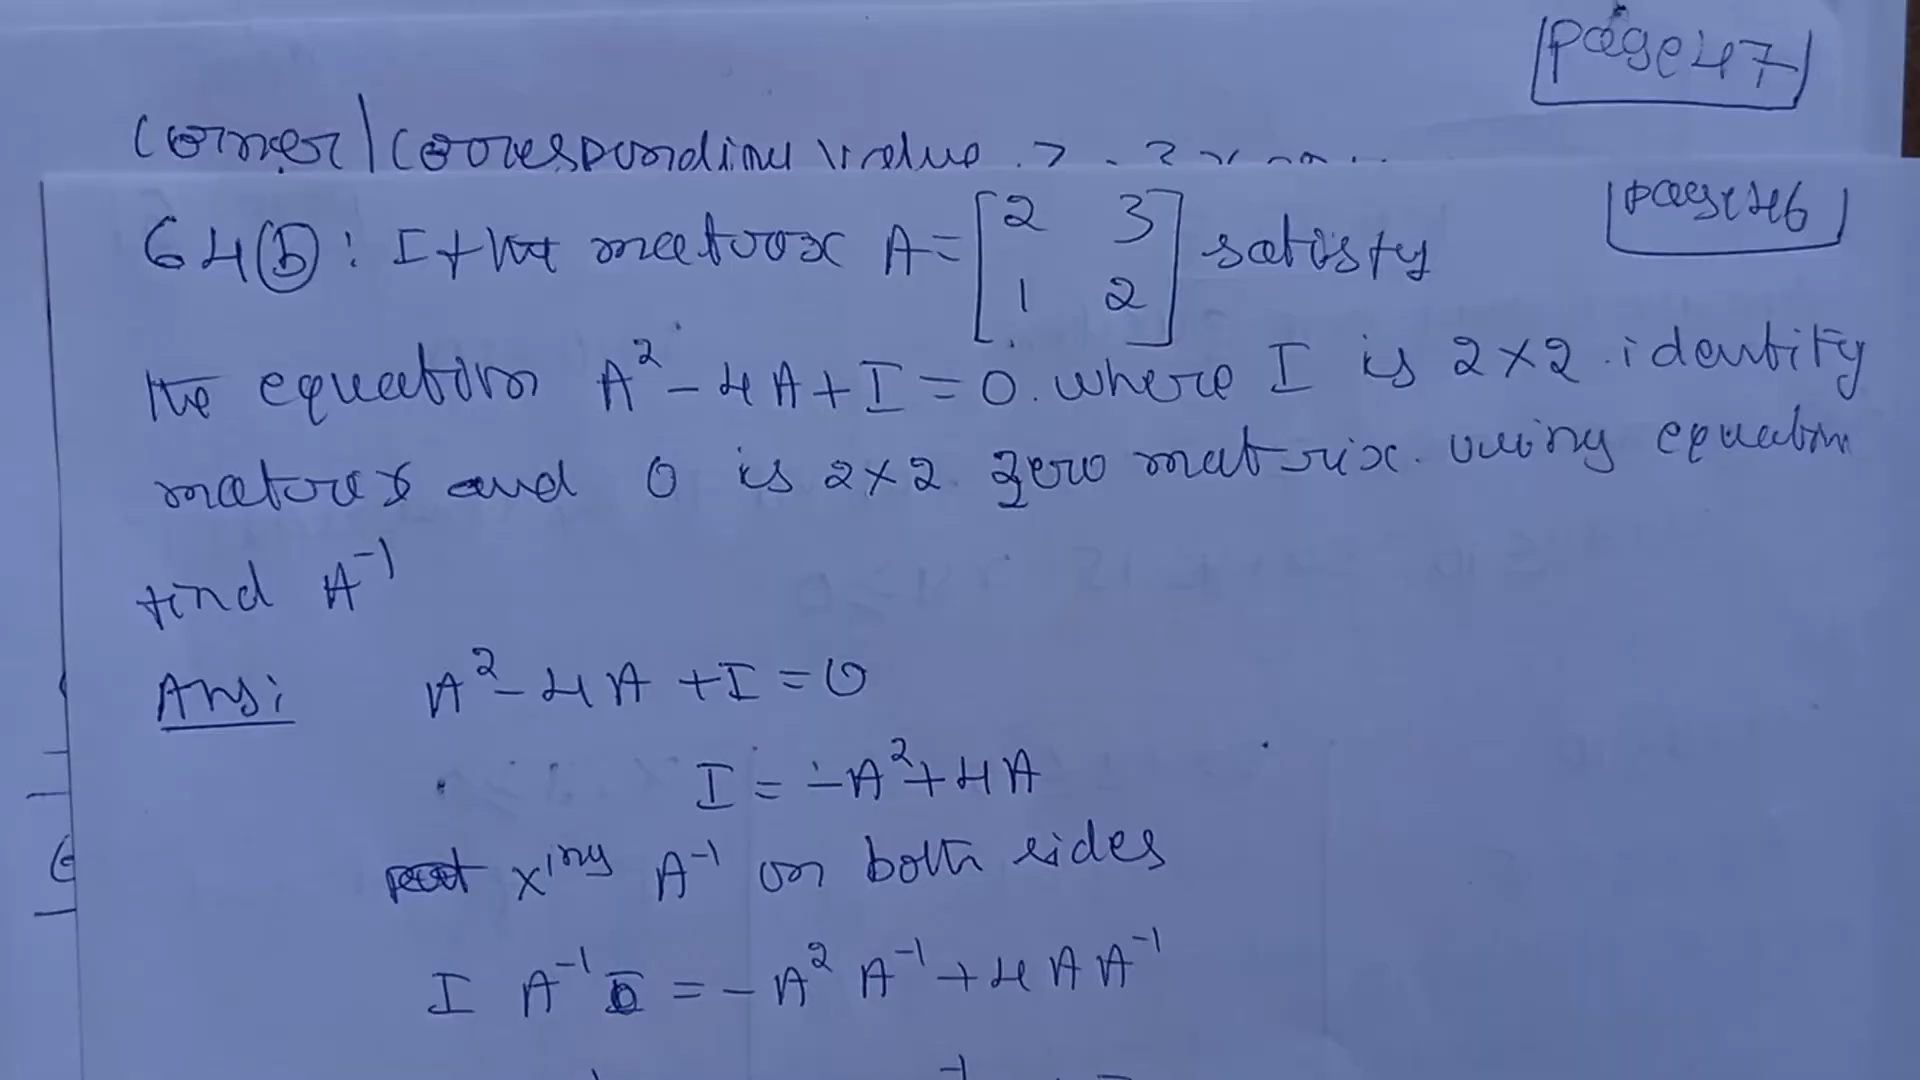 page 47
Corner | Corresponding value
page 46
64 (b) : If the matrix A = [2 3
1 2] satisfy
the equation A² - 4A + I = 0. where I is 2×2 identity
matrix and 0 is 2×2 zero matrix. using equation
find A⁻¹
Ans: A² - 4A + I = 0
I = -A² + 4A
xing A⁻¹ on both sides
I A⁻¹ = -A² A⁻¹ + 4 A A⁻¹